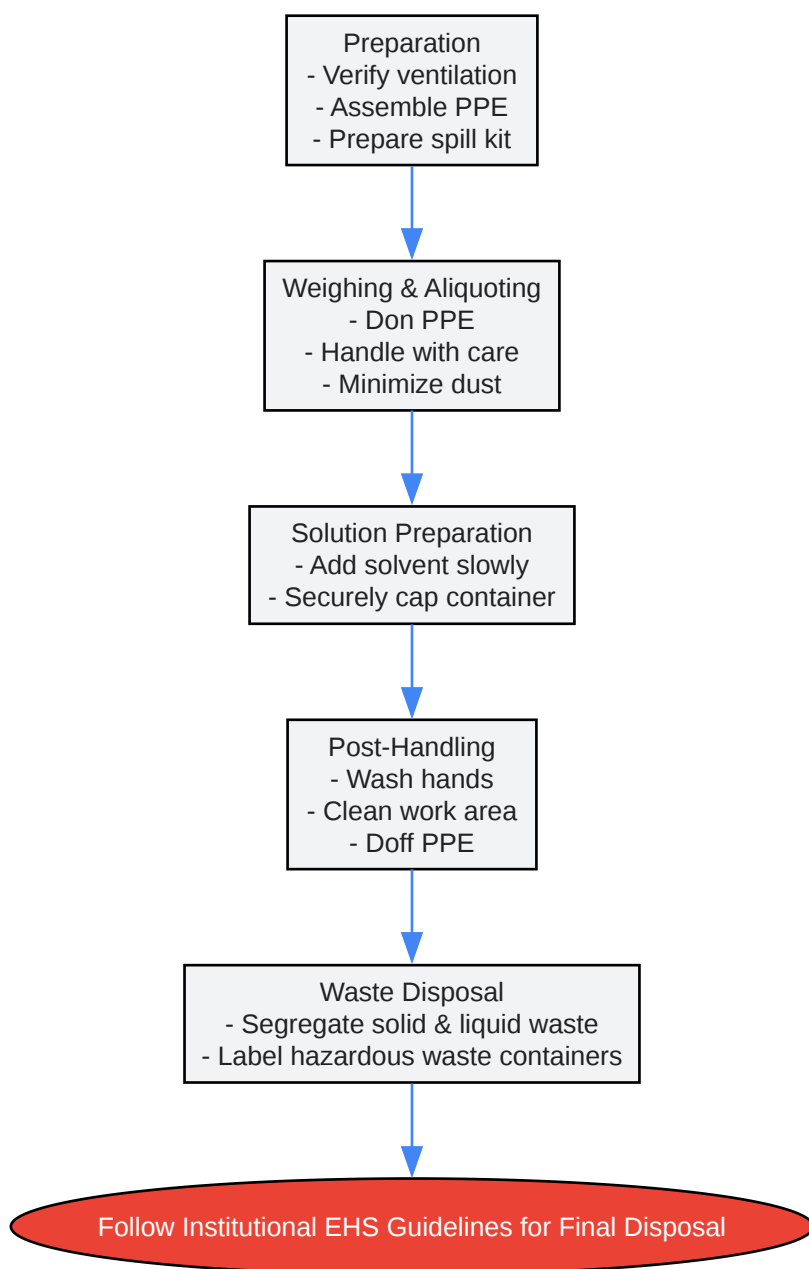 Preparation
- Verify ventilation
- Assemble PPE
- Prepare spill kit
Weighing & Aliquoting
- Don PPE
- Handle with care
- Minimize dust
Solution Preparation
- Add solvent slowly
- Securely cap container
Post-Handling
- Wash hands
- Clean work area
- Doff PPE
Waste Disposal
- Segregate solid & liquid waste
- Label hazardous waste containers
Follow Institutional EHS Guidelines for Final Disposal